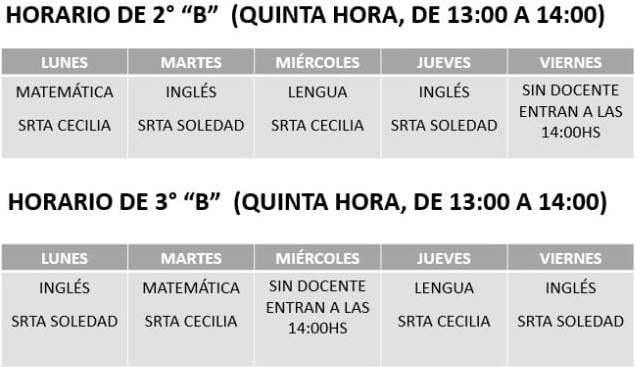 HORARIO DE 2° “B” (QUINTA HORA, DE 13:00 A 14:00)
LUNES MARTES MIÉRCOLES JUEVES VIERNES
MATEMÁTICA INGLÉS LENGUA INGLÉS SIN DOCENTE
ENTRAN A LAS
SRTA CECILIA SRTA SOLEDAD SRTA CECILIA SRTA SOLEDAD 14:00HS
HORARIO DE 3° “B” (QUINTA HORA, DE 13:00 A 14:00)
LUNES MARTES MIÉRCOLES JUEVES VIERNES
INGLÉS MATEMÁTICA SIN DOCENTE LENGUA INGLÉS
ENTRAN A LAS
SRTA SOLEDAD SRTA CECILIA 14:00HS SRTA CECILIA SRTA SOLEDAD